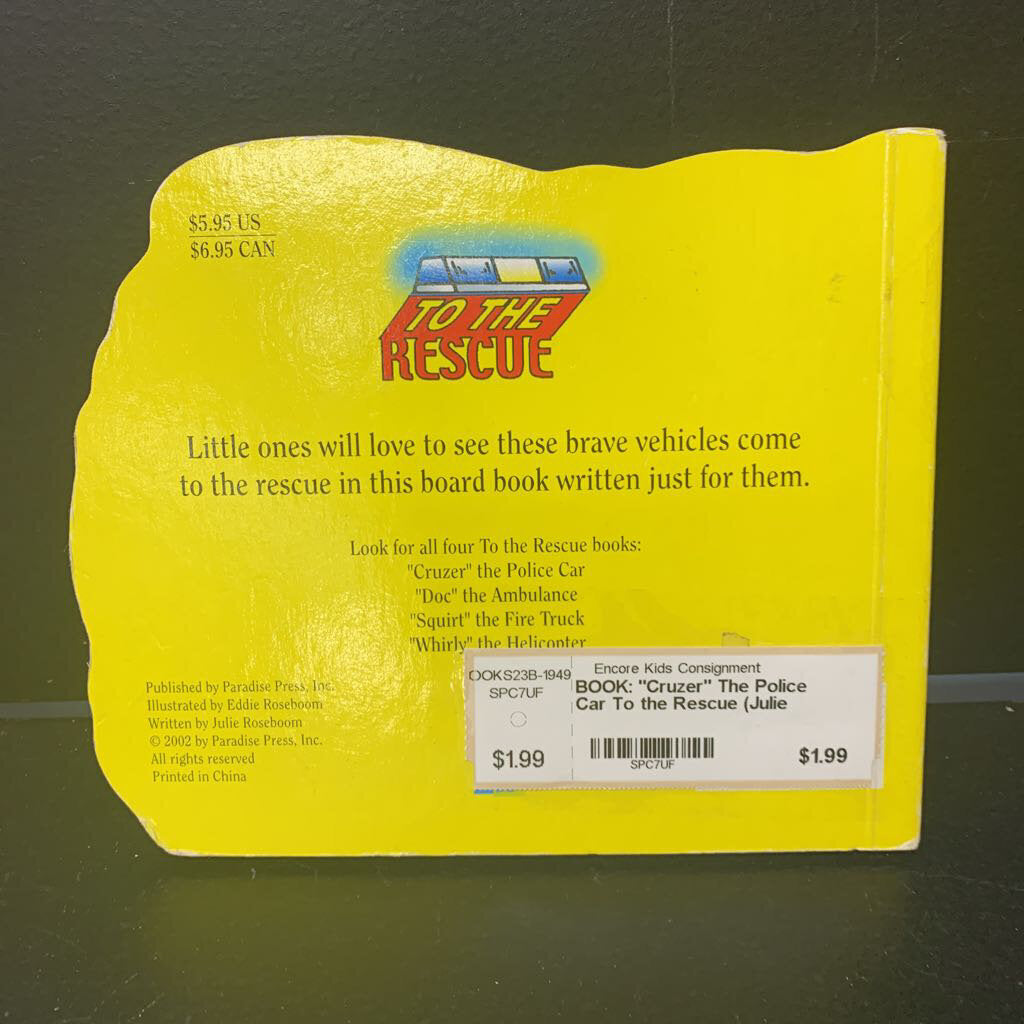 $5.95 US
$6.95 CAN
TO THE
RESCUE
Little ones will love to see these brave vehicles come
to the rescue in this board book written just for them.
Look for all four To the Rescue books:
"Cruzer" the Police Car
"Doc" the Ambulance
"Squirt" the Fire Truck
"Whirly" the Helicopter
Published by Paradise Press, Inc.
Illustrated by Eddie Roseboom
Written by Julie Roseboom
© 2002 by Paradise Press, Inc.
All rights reserved
Printed in China
OOKS23B-1949
SPC7UF
$1.99
Encore Kids Consignment
BOOK: "Cruzer" The Police
Car To the Rescue (Julie
SPC7UF
$1.99